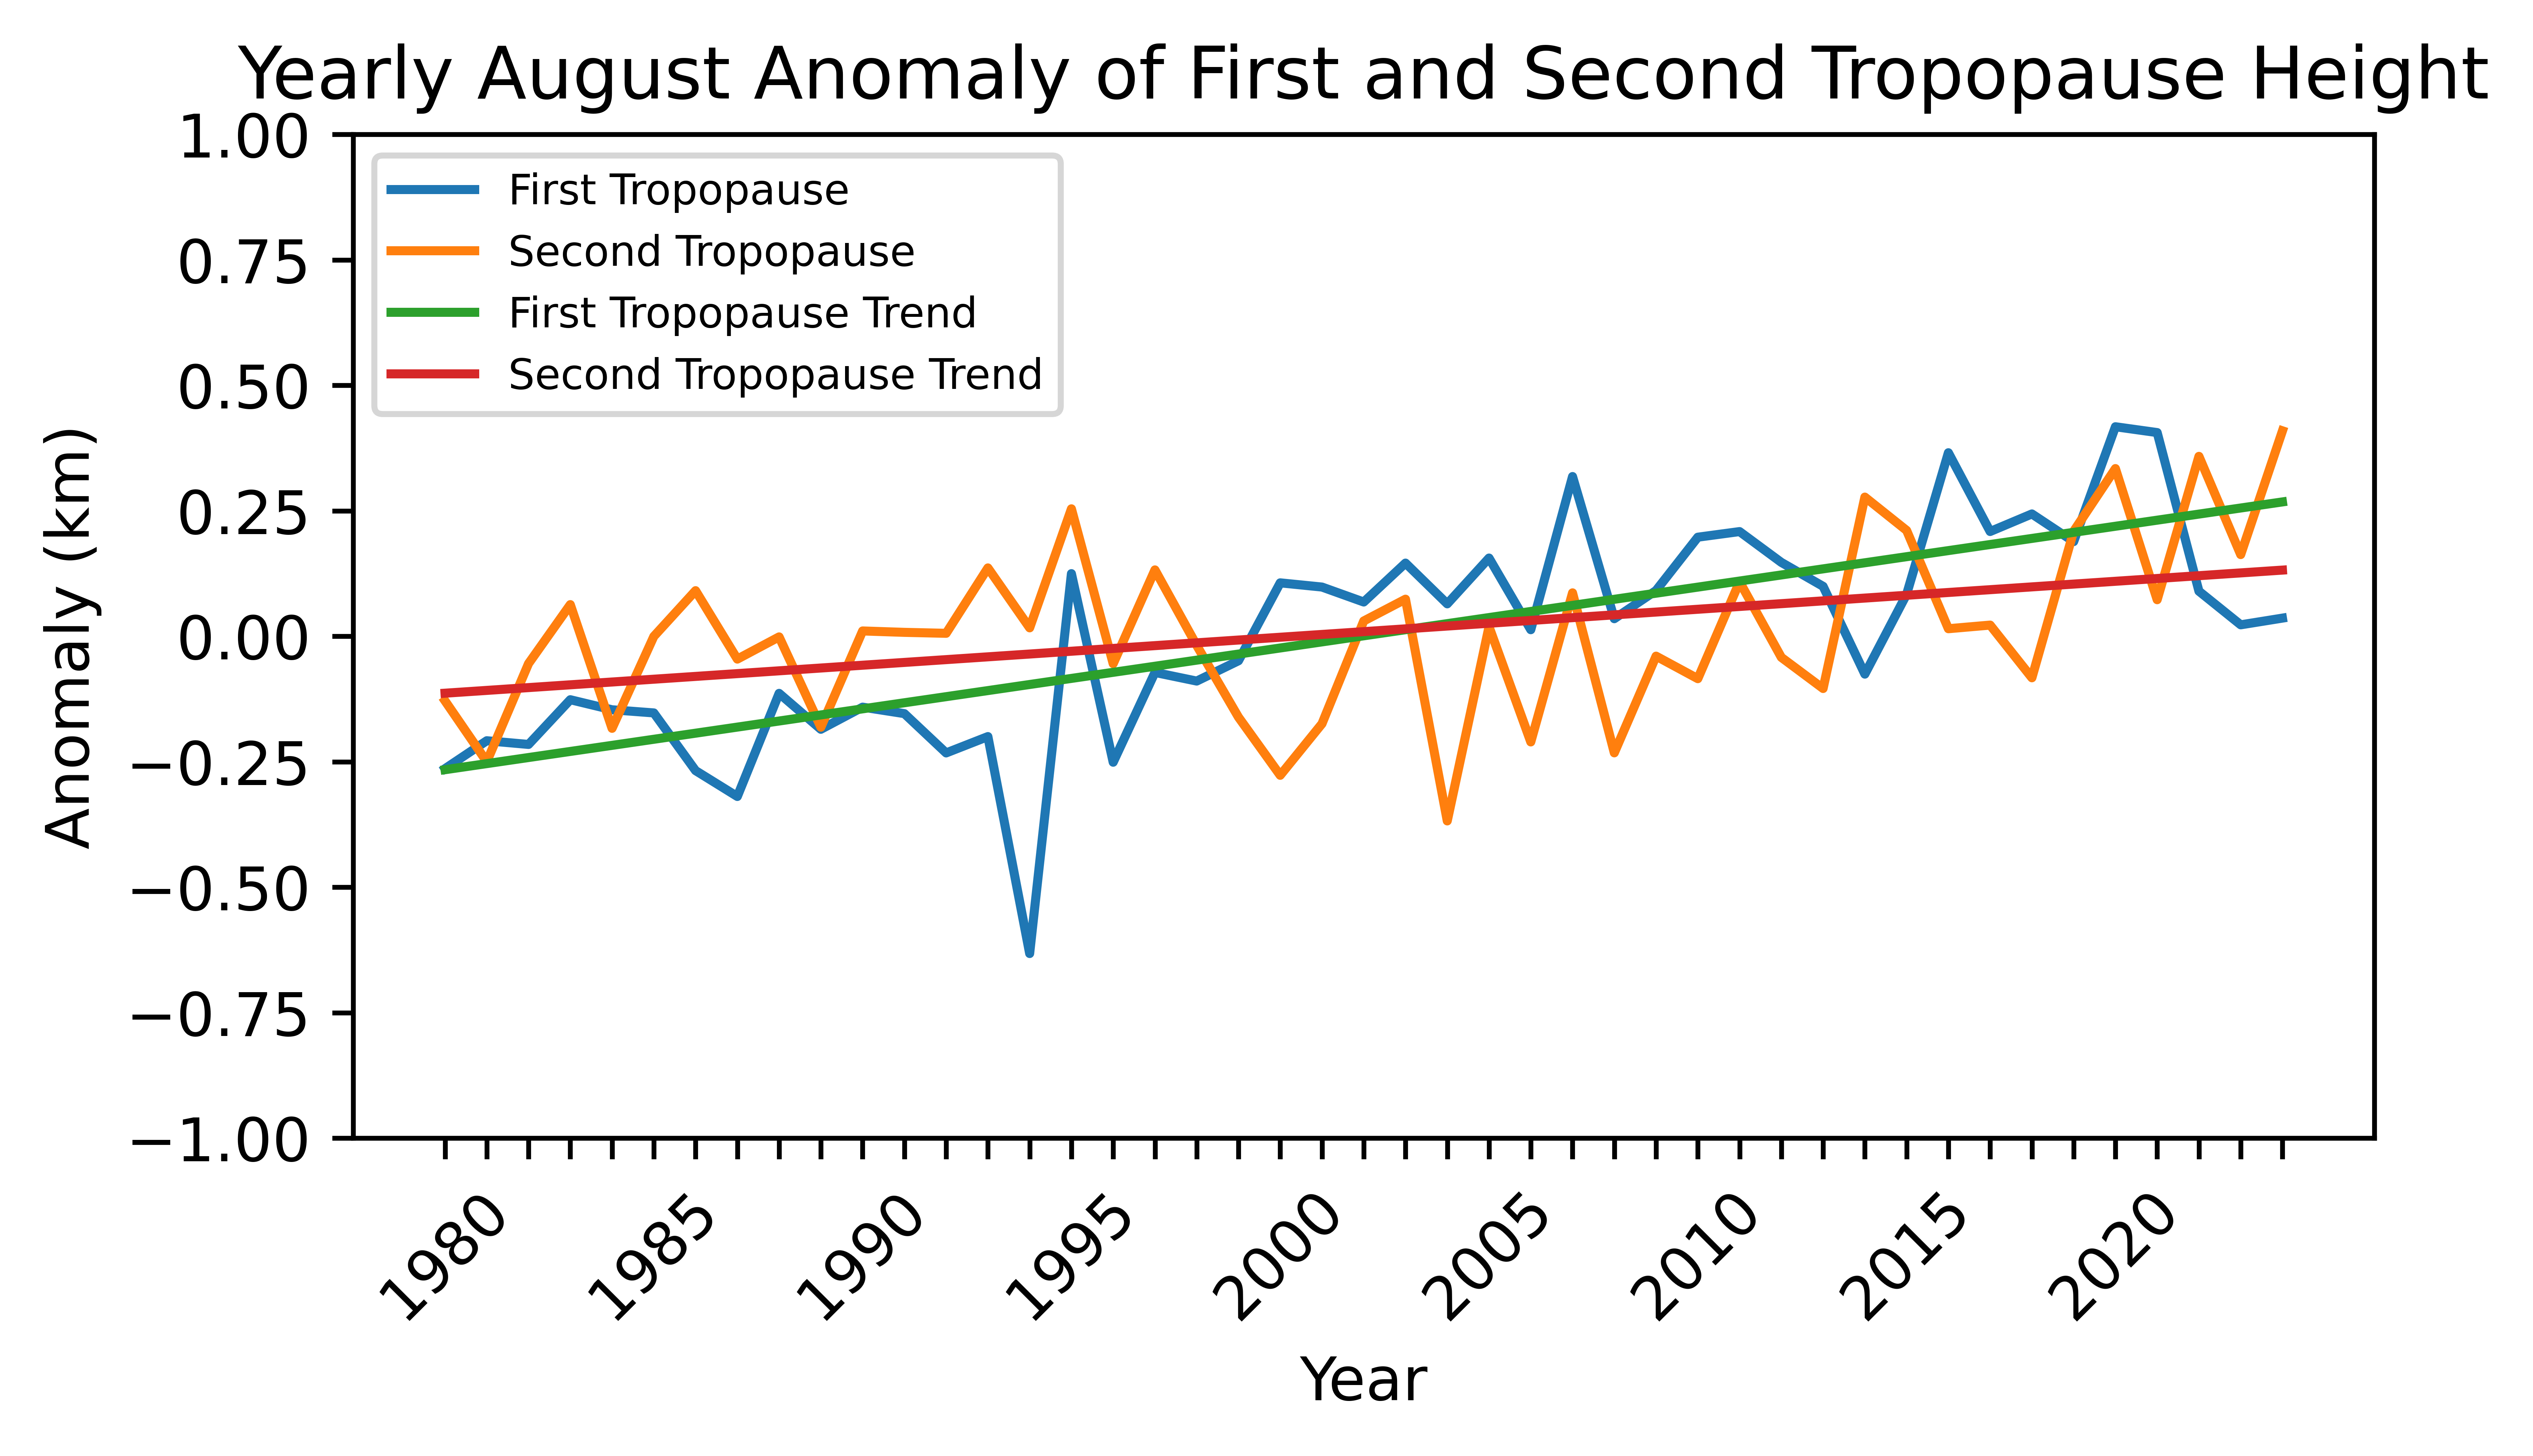 Yearly August Anomaly of First and Second Tropopause Height
1.00
0.75
0.50
0.25
0.00
−0.25
−0.50
−0.75
−1.00
Anomaly (km)
First Tropopause
Second Tropopause
First Tropopause Trend
Second Tropopause Trend
1980 1985 1990 1995 2000 2005 2010 2015 2020
Year